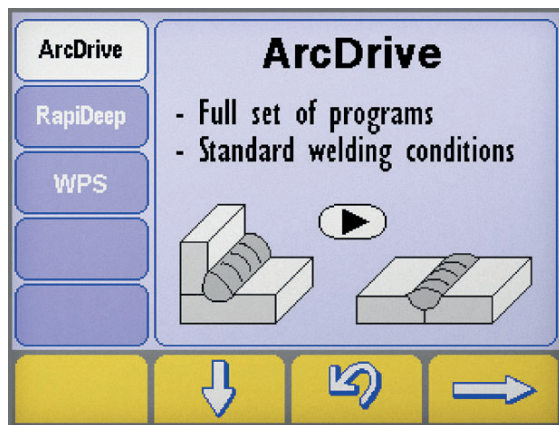 ArcDrive
RapiDeep
WPS
ArcDrive
- Full set of programs
- Standard welding conditions